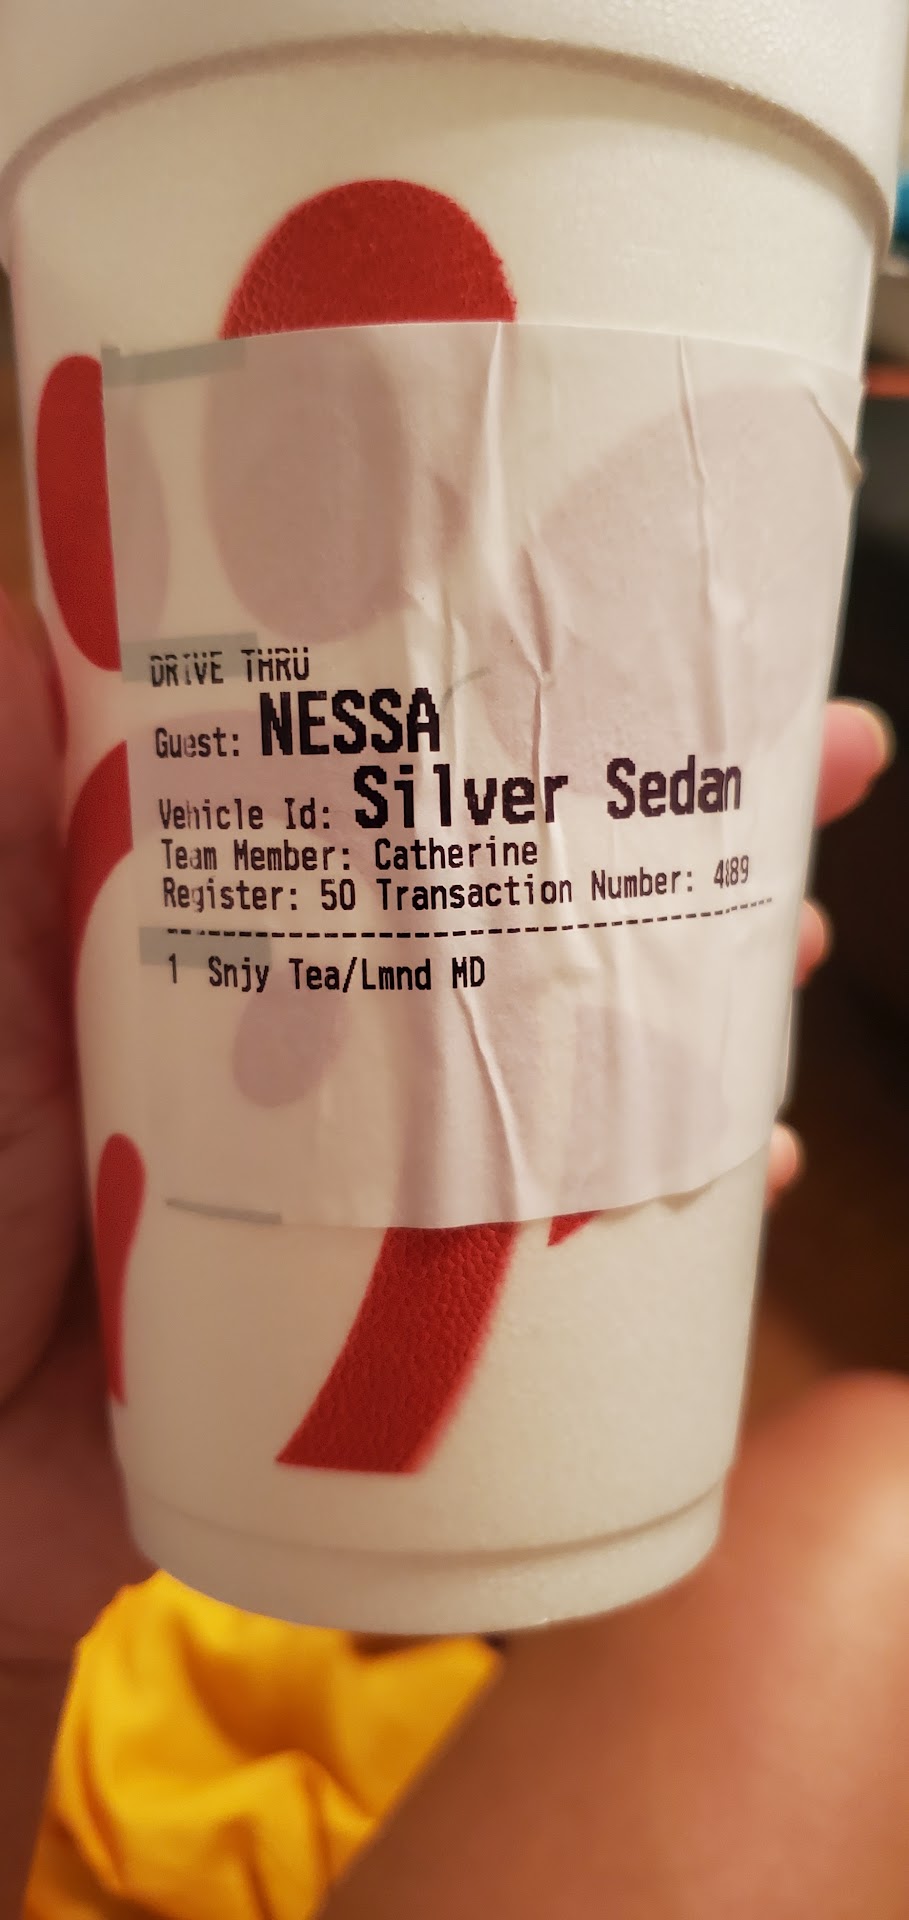 DRIVE THRU
Guest: NESSA
Vehicle Id: Silver Sedan
Team Member: Catherine
Register: 50 Transaction Number:
1 Snjy Tea/Lmnd MD